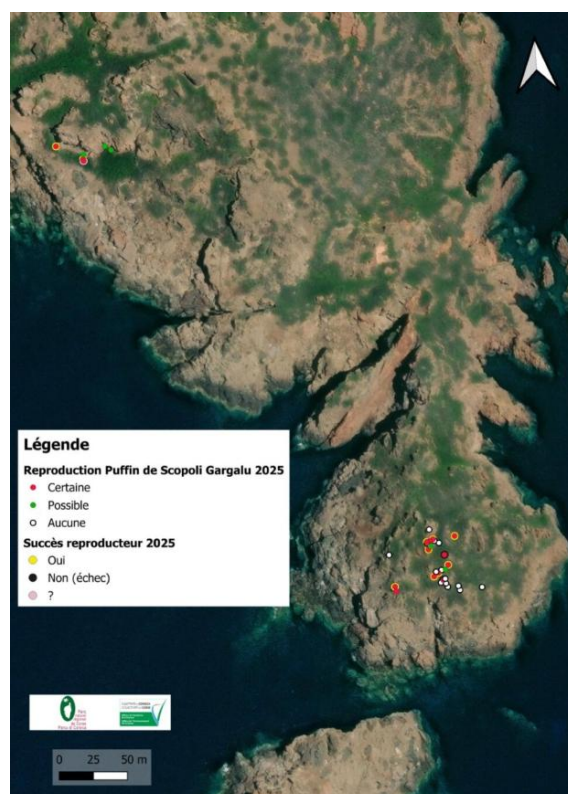 Légende
Reproduction Puffin de Scopoli Gargalu 2025
Certaine
Possible
Aucune
Succès reproducteur 2025
Oui
Non (échec)
?
0 25 50 m